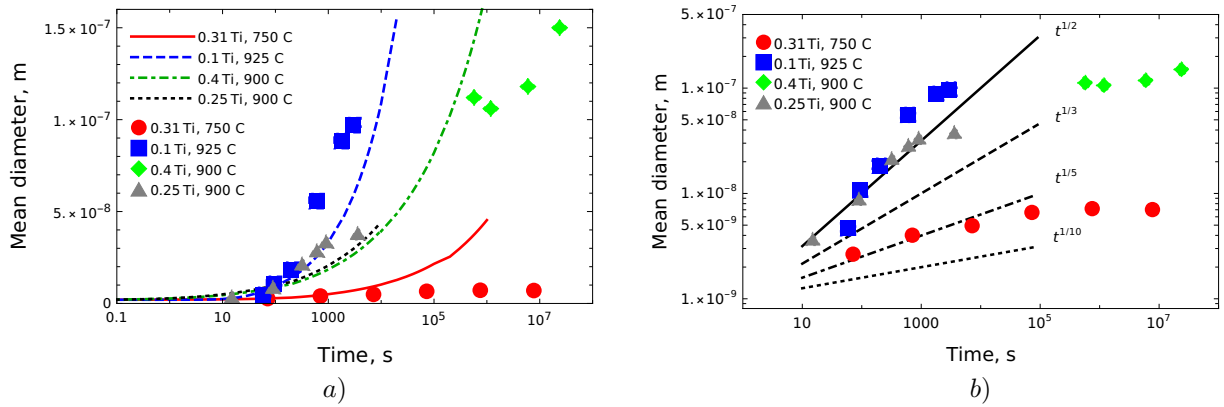 1.5×10⁻⁷
1.×10⁻⁷
5.×10⁻⁸
0
Mean diameter, m
0.31 Ti, 750 C
0.1 Ti, 925 C
0.4 Ti, 900 C
0.25 Ti, 900 C
0.31 Ti, 750 C
0.1 Ti, 925 C
0.4 Ti, 900 C
0.25 Ti, 900 C
0.1 10 1000 10⁵ 10⁷
Time, s
a)
5.×10⁻⁷
1.×10⁻⁷
5.×10⁻⁸
1.×10⁻⁸
5.×10⁻⁹
1.×10⁻⁹
Mean diameter, m
0.31 Ti, 750 C
0.1 Ti, 925 C
0.4 Ti, 900 C
0.25 Ti, 900 C
t^{1/2}
t^{1/3}
t^{1/5}
t^{1/10}
10 1000 10⁵ 10⁷
Time, s
b)